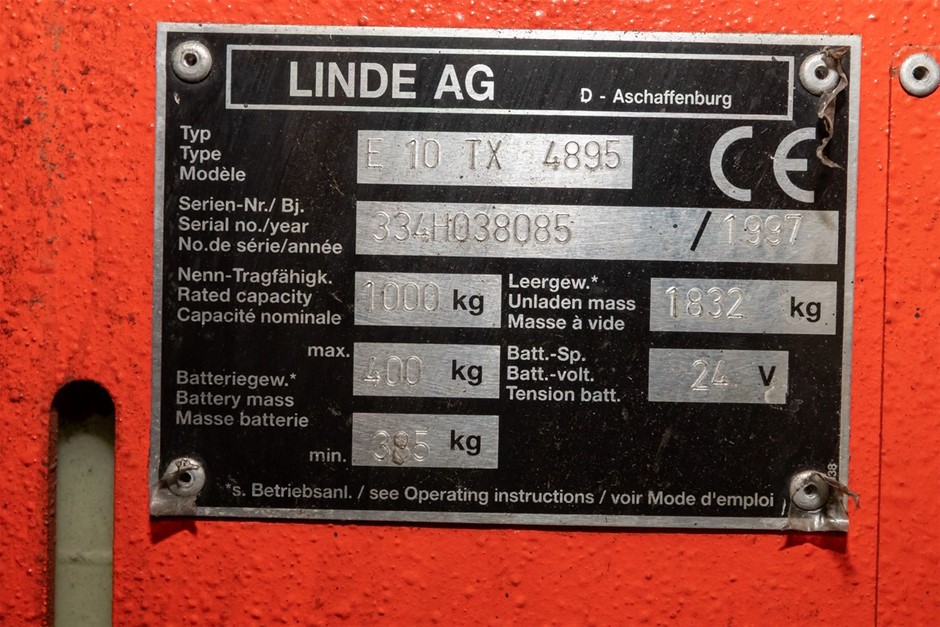 LINDE AG
D - Aschaffenburg
Typ
Type
Modèle
E 10 TX 4895
CE
Serien-Nr./ Bj.
Serial no./year
No.de série/année
334H038085 / 1997
Nenn-Tragfähigk.
Rated capacity
Capacité nominale
1000 kg
Leergew.*
Unladen mass
Masse à vide
1832 kg
Batteriegew.*
Battery mass
Masse batterie
max.
400 kg
min.
385 kg
Batt.-Sp.
Batt.-volt.
Tension batt.
24 V
*s. Betriebsanl. / see Operating instructions / voir Mode d'emploi